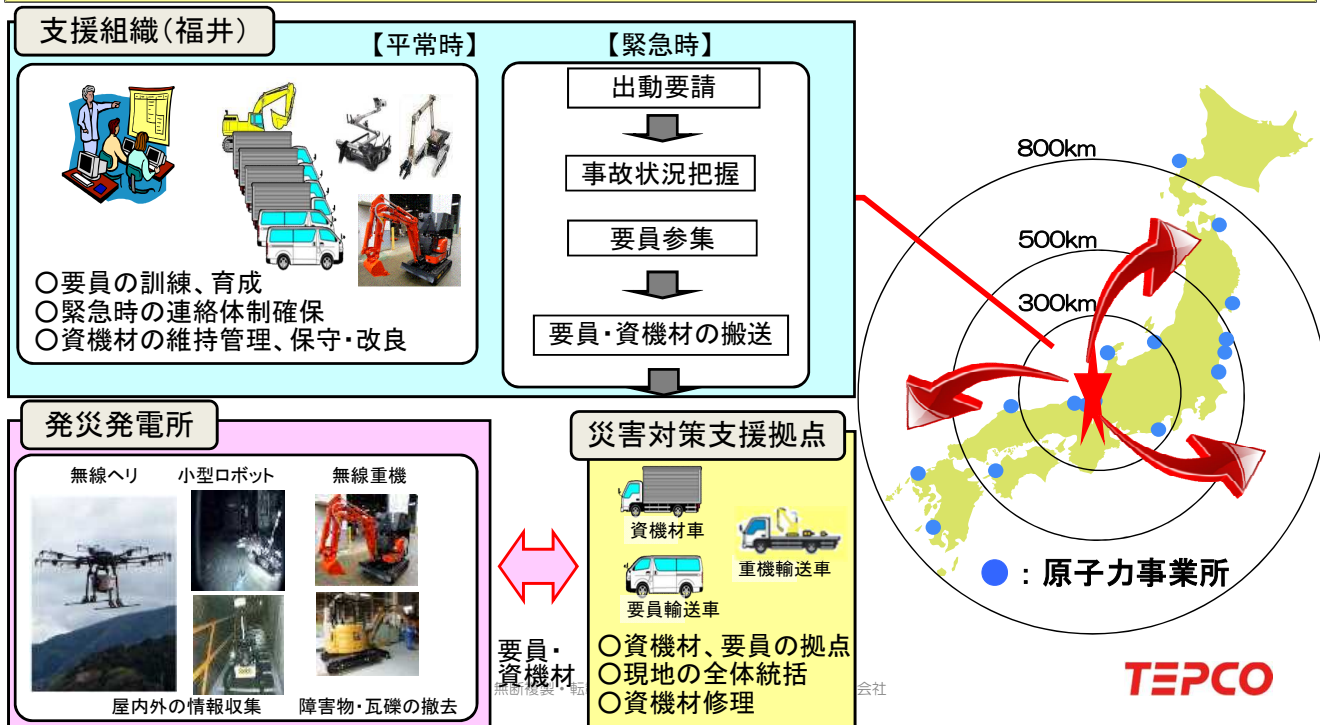 支援組織(福井)
【平常時】
【緊急時】
○要員の訓練、育成
○緊急時の連絡体制確保
○資機材の維持管理、保守・改良
出動要請
事故状況把握
要員参集
要員・資機材の搬送
800km
500km
300km
●:原子力事業所
発災発電所
無線ヘリ
小型ロボット
無線重機
屋内外の情報収集
障害物・瓦礫の撤去
要員・
資機材
災害対策支援拠点
資機材車
重機輸送車
要員輸送車
○資機材、要員の拠点
○現地の全体統括
○資機材修理
無断複製・転
会社
TEPCO